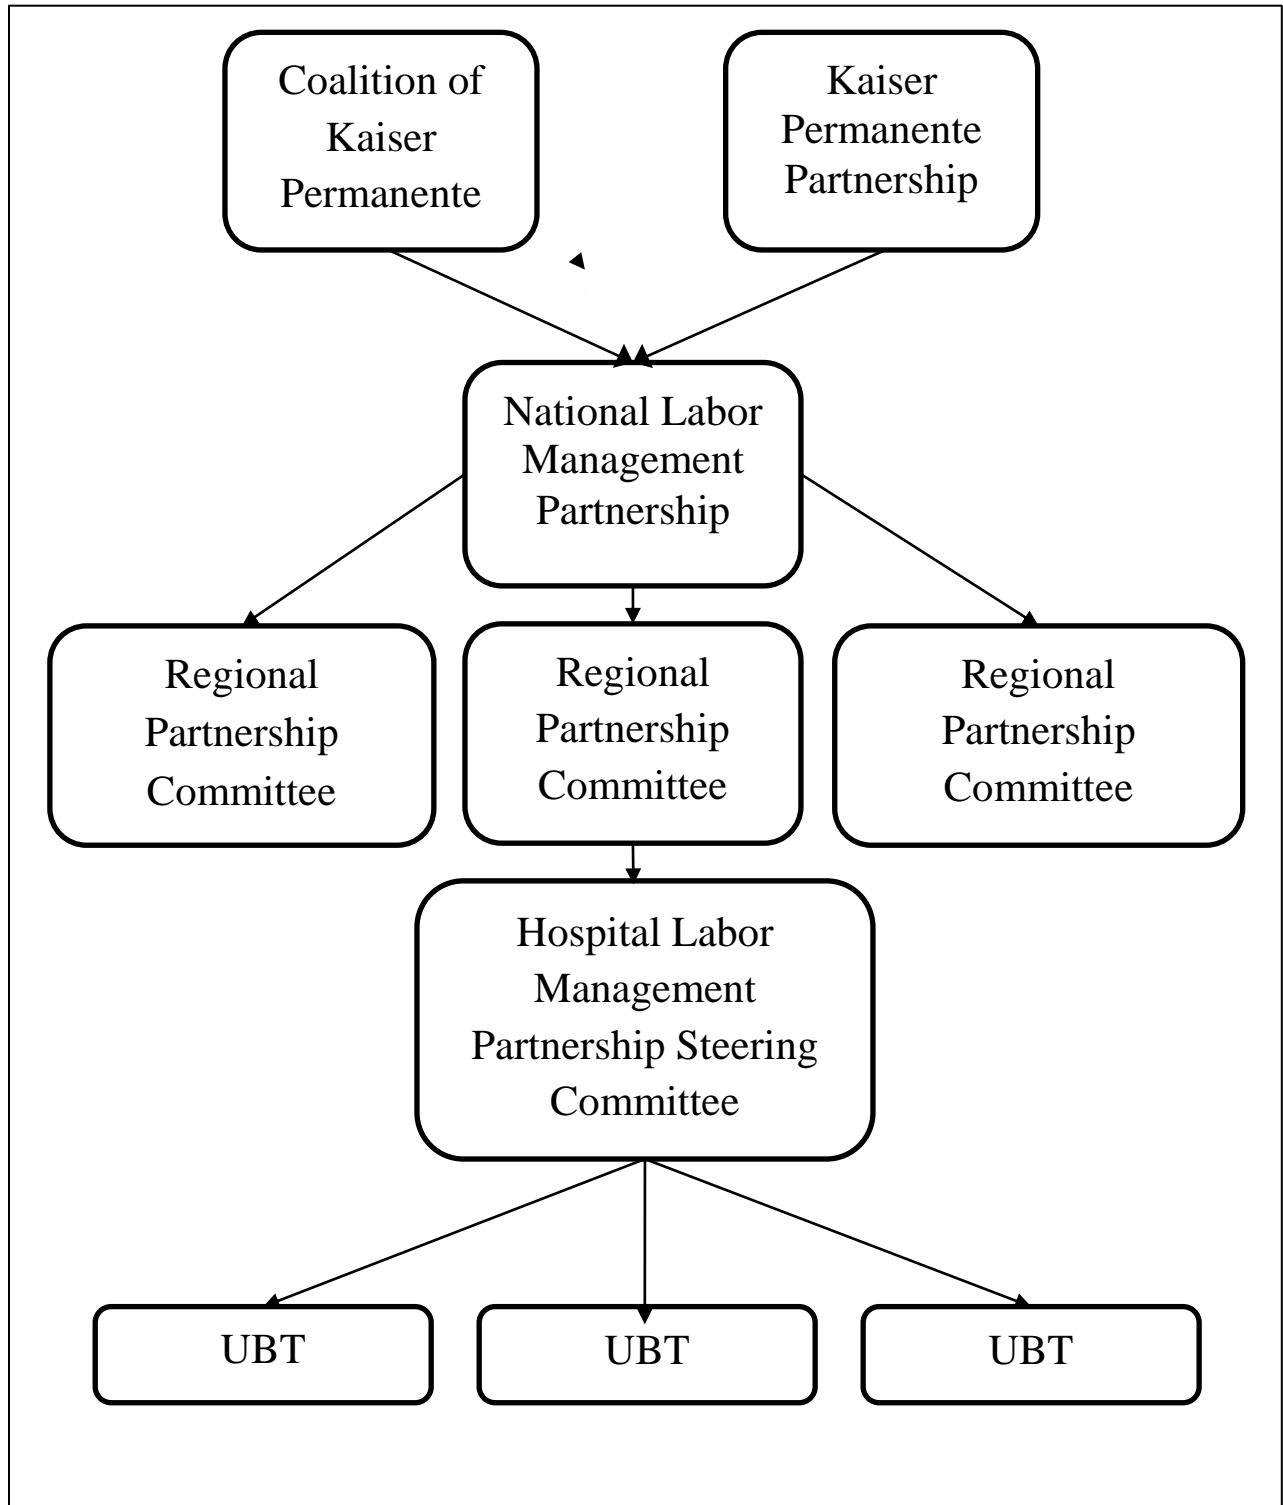 Coalition of
Kaiser
Permanente
Kaiser
Permanente
Partnership
National Labor
Management
Partnership
Regional
Partnership
Committee
Regional
Partnership
Committee
Regional
Partnership
Committee
Hospital Labor
Management
Partnership Steering
Committee
UBT
UBT
UBT